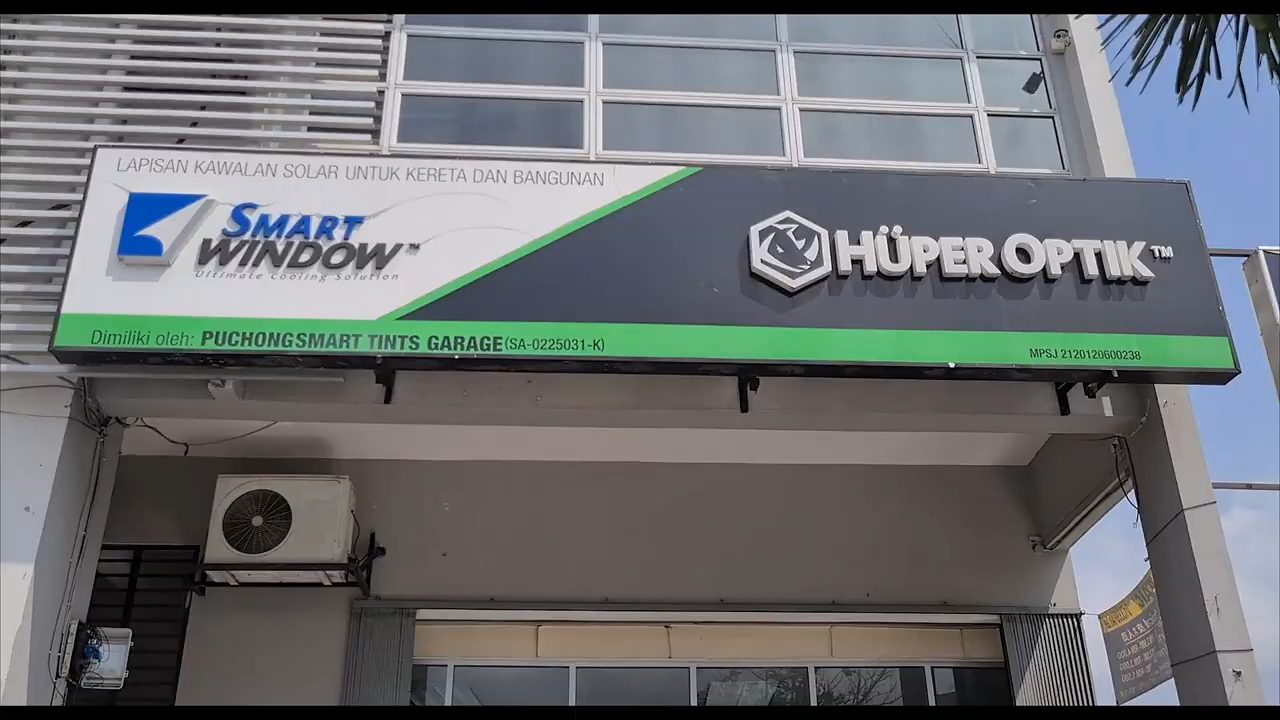 LAPISAN KAWALAN SOLAR UNTUK KERETA DAN BANGUNAN
SMART
WINDOW™
Ultimate Cooling Solution
HÜPER OPTIK™
Dimiliki oleh: PUCHONGSMART TINTS GARAGE (SA-0225031-K)
MPSJ 2120120600238